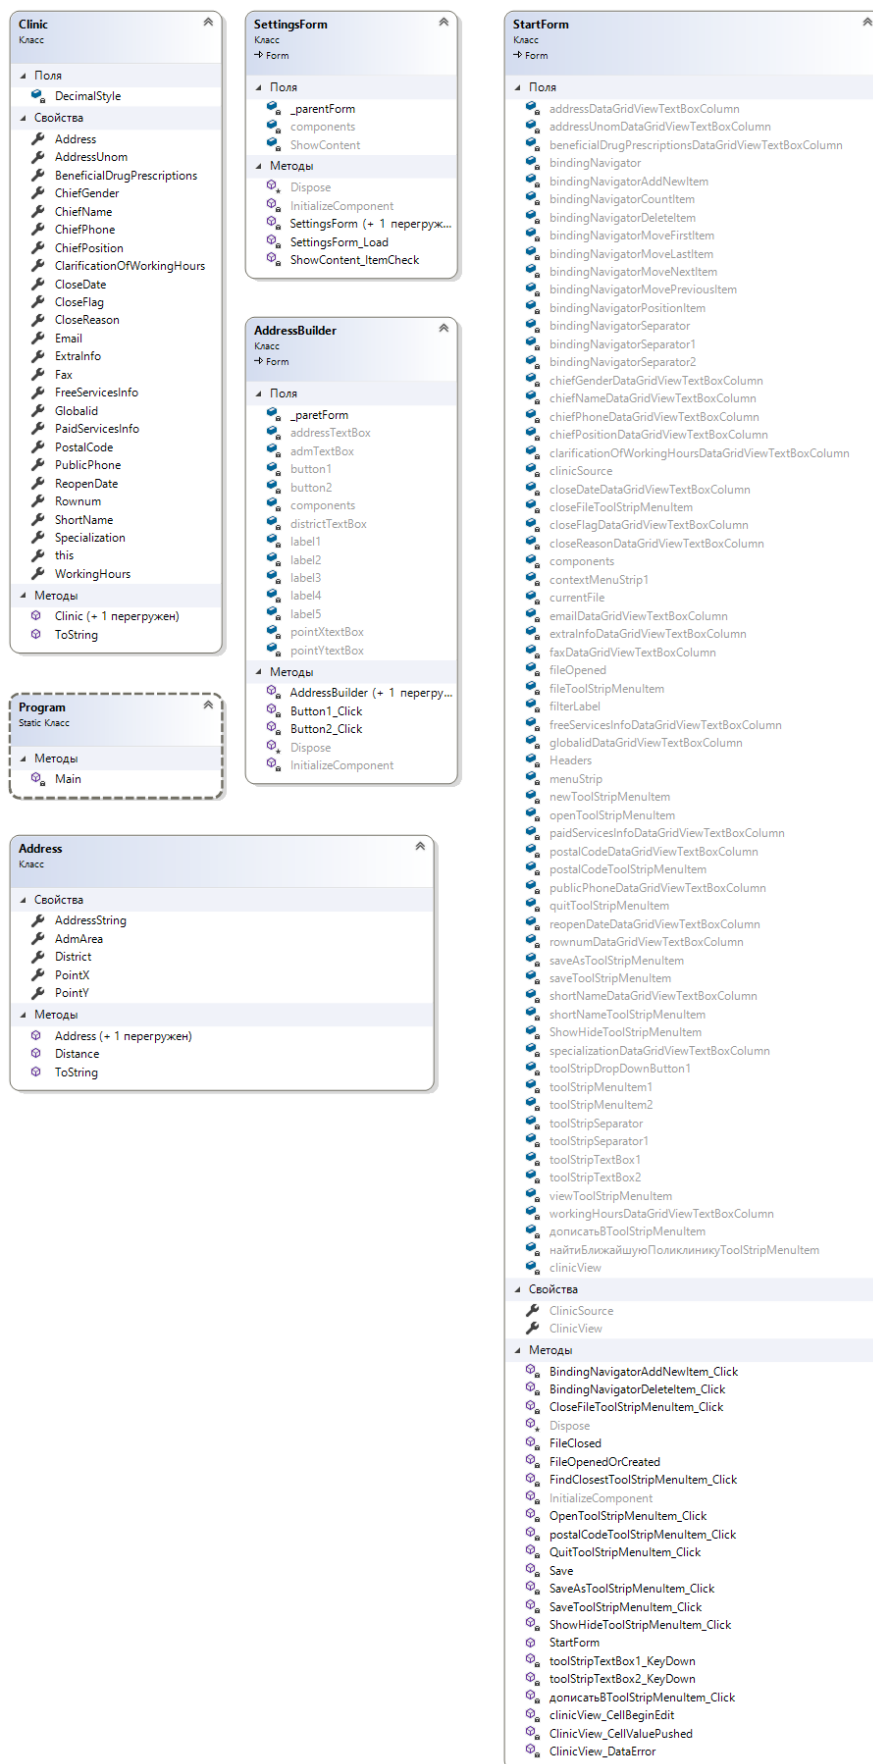 Clinic
Класс
Поля
DecimalStyle
Свойства
Address
AddressUnom
BeneficialDrugPrescriptions
ChiefGender
ChiefName
ChiefPhone
ChiefPosition
ClarificationOfWorkingHours
CloseDate
CloseFlag
CloseReason
Email
ExtraInfo
Fax
FreeServicesInfo
Globalid
PaidServicesInfo
PostalCode
PublicPhone
ReopenDate
Rownum
ShortName
Specialization
this
WorkingHours
Методы
Clinic (+ 1 перегружен)
ToString
Program
Static Класс
Методы
Main
Address
Класс
Свойства
AddressString
AdmArea
District
PointX
PointY
Методы
Address (+ 1 перегружен)
Distance
ToString
SettingsForm
Класс
Form
Поля
_parentForm
components
ShowContent
Методы
Dispose
InitializeComponent
SettingsForm (+ 1 перегруж...
SettingsForm_Load
ShowContent_ItemCheck
AddressBuilder
Класс
Form
Поля
_paretForm
addressTextBox
admTextBox
button1
button2
components
districtTextBox
label1
label2
label3
label4
label5
pointXtextBox
pointYtextBox
Методы
AddressBuilder (+ 1 перегру...
Button1_Click
Button2_Click
Dispose
InitializeComponent
StartForm
Класс
Form
Поля
addressDataGridViewTextBoxColumn
addressUnomDataGridViewTextBoxColumn
beneficialDrugPrescriptionsDataGridViewTextBoxColumn
bindingNavigator
bindingNavigatorAddNewItem
bindingNavigatorCountItem
bindingNavigatorDeleteItem
bindingNavigatorMoveFirstItem
bindingNavigatorMoveLastItem
bindingNavigatorMoveNextItem
bindingNavigatorMovePreviousItem
bindingNavigatorPositionItem
bindingNavigatorSeparator
bindingNavigatorSeparator1
bindingNavigatorSeparator2
chiefGenderDataGridViewTextBoxColumn
chiefNameDataGridViewTextBoxColumn
chiefPhoneDataGridViewTextBoxColumn
chiefPositionDataGridViewTextBoxColumn
clarificationOfWorkingHoursDataGridViewTextBoxColumn
clinicSource
closeDateDataGridViewTextBoxColumn
closeFileToolStripMenuItem
closeFlagDataGridViewTextBoxColumn
closeReasonDataGridViewTextBoxColumn
components
contextMenuStrip1
currentFile
emailDataGridViewTextBoxColumn
extraInfoDataGridViewTextBoxColumn
faxDataGridViewTextBoxColumn
fileOpened
fileToolStripMenuItem
filterLabel
freeServicesInfoDataGridViewTextBoxColumn
globalidDataGridViewTextBoxColumn
Headers
menuStrip
newToolStripMenuItem
openToolStripMenuItem
paidServicesInfoDataGridViewTextBoxColumn
postalCodeDataGridViewTextBoxColumn
postalCodeToolStripMenuItem
publicPhoneDataGridViewTextBoxColumn
quitToolStripMenuItem
reopenDateDataGridViewTextBoxColumn
rownumDataGridViewTextBoxColumn
saveAsToolStripMenuItem
saveToolStripMenuItem
shortNameDataGridViewTextBoxColumn
shortNameToolStripMenuItem
ShowHideToolStripMenuItem
specializationDataGridViewTextBoxColumn
toolStripDropDownButton1
toolStripMenuItem1
toolStripMenuItem2
toolStripSeparator
toolStripSeparator1
toolStripTextBox1
toolStripTextBox2
viewToolStripMenuItem
workingHoursDataGridViewTextBoxColumn
дописатьВToolStripMenuItem
найтиБлижайшуюПоликлиникуToolStripMenuItem
clinicView
Свойства
ClinicSource
ClinicView
Методы
BindingNavigatorAddNewItem_Click
BindingNavigatorDeleteItem_Click
CloseFileToolStripMenuItem_Click
Dispose
FileClosed
FileOpenedOrCreated
FindClosestToolStripMenuItem_Click
InitializeComponent
OpenToolStripMenuItem_Click
postalCodeToolStripMenuItem_Click
QuitToolStripMenuItem_Click
Save
SaveAsToolStripMenuItem_Click
SaveToolStripMenuItem_Click
ShowHideToolStripMenuItem_Click
StartForm
toolStripTextBox1_KeyDown
toolStripTextBox2_KeyDown
дописатьВToolStripMenuItem_Click
clinicView_CellBeginEdit
ClinicView_CellValuePushed
ClinicView_DataError